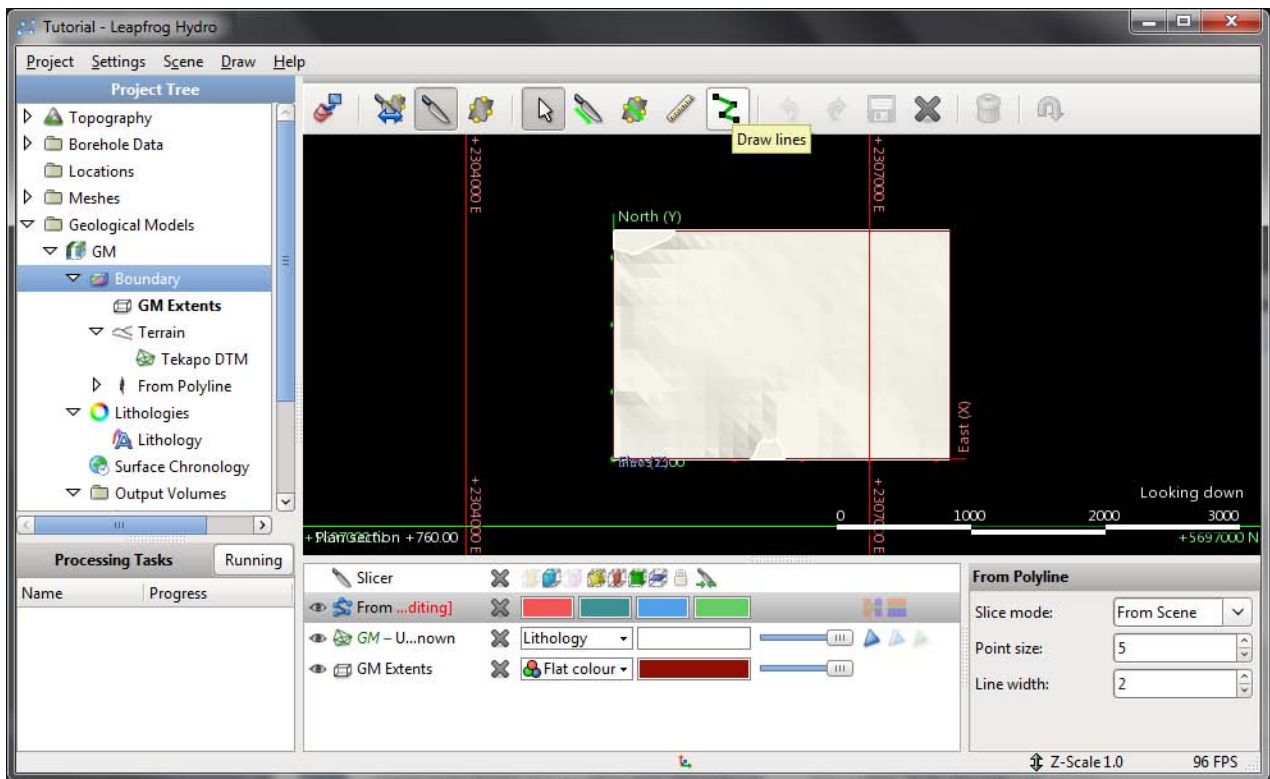 Tutorial - Leapfrog Hydro
Project Settings Scene Draw Help
Project Tree
Topography
Borehole Data
Locations
Meshes
Geological Models
GM
Boundary
GM Extents
Terrain
Tekapo DTM
From Polyline
Lithologies
Lithology
Surface Chronology
Output Volumes
Processing Tasks Running
Name Progress
Draw lines
+2304000 E
+2307000 E
North (Y)
East (X)
+2304000 E
+2307000 E
Looking down
0 1000 2000 3000
Plan section +760.00
+5697000 N
Slicer
From ...diting]
GM – U...nown Lithology
GM Extents Flat colour
From Polyline
Slice mode: From Scene
Point size: 5
Line width: 2
Z-Scale 1.0 96 FPS